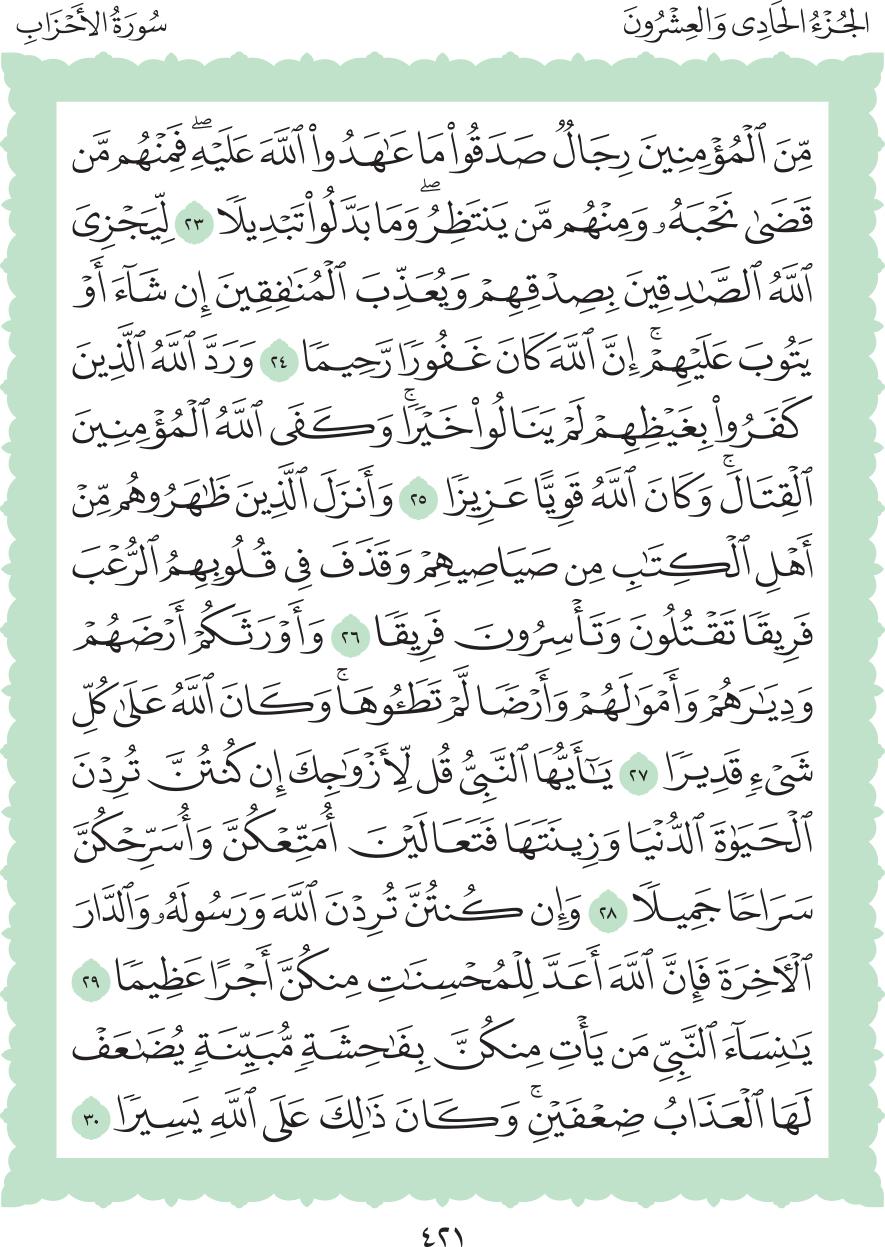 الجُزْءُ الحَادِى وَالعِشْرُونَ
سُورَةُ الأَحْزَابِ
مِّنَ ٱلْمُؤْمِنِينَ رِجَالٌ صَدَقُوا۟ مَا عَـٰهَدُوا۟ ٱللَّهَ عَلَيْهِ ۖ فَمِنْهُم مَّن
قَضَىٰ نَحْبَهُۥ وَمِنْهُم مَّن يَنتَظِرُ ۖ وَمَا بَدَّلُوا۟ تَبْدِيلًا ٢٣ لِّيَجْزِىَ
ٱللَّهُ ٱلصَّـٰدِقِينَ بِصِدْقِهِمْ وَيُعَذِّبَ ٱلْمُنَـٰفِقِينَ إِن شَآءَ أَوْ
يَتُوبَ عَلَيْهِمْ ۚ إِنَّ ٱللَّهَ كَانَ غَفُورًا رَّحِيمًا ٢٤ وَرَدَّ ٱللَّهُ ٱلَّذِينَ
كَفَرُوا۟ بِغَيْظِهِمْ لَمْ يَنَالُوا۟ خَيْرًا ۚ وَكَفَى ٱللَّهُ ٱلْمُؤْمِنِينَ
ٱلْقِتَالَ ۚ وَكَانَ ٱللَّهُ قَوِيًّا عَزِيزًا ٢٥ وَأَنزَلَ ٱلَّذِينَ ظَـٰهَرُوهُم مِّنْ
أَهْلِ ٱلْكِتَـٰبِ مِن صَيَاصِيهِمْ وَقَذَفَ فِى قُلُوبِهِمُ ٱلرُّعْبَ
فَرِيقًا تَقْتُلُونَ وَتَأْسِرُونَ فَرِيقًا ٢٦ وَأَوْرَثَكُمْ أَرْضَهُمْ
وَدِيَـٰرَهُمْ وَأَمْوَٰلَهُمْ وَأَرْضًا لَّمْ تَطَـُٔوهَا ۚ وَكَانَ ٱللَّهُ عَلَىٰ كُلِّ
شَىْءٍ قَدِيرًا ٢٧ يَـٰٓأَيُّهَا ٱلنَّبِىُّ قُل لِّأَزْوَٰجِكَ إِن كُنتُنَّ تُرِدْنَ
ٱلْحَيَوٰةَ ٱلدُّنْيَا وَزِينَتَهَا فَتَعَالَيْنَ أُمَتِّعْكُنَّ وَأُسَرِّحْكُنَّ
سَرَاحًا جَمِيلًا ٢٨ وَإِن كُنتُنَّ تُرِدْنَ ٱللَّهَ وَرَسُولَهُۥ وَٱلدَّارَ
ٱلْـَٔاخِرَةَ فَإِنَّ ٱللَّهَ أَعَدَّ لِلْمُحْسِنَـٰتِ مِنكُنَّ أَجْرًا عَظِيمًا ٢٩
يَـٰنِسَآءَ ٱلنَّبِىِّ مَن يَأْتِ مِنكُنَّ بِفَـٰحِشَةٍ مُّبَيِّنَةٍ يُضَـٰعَفْ
لَهَا ٱلْعَذَابُ ضِعْفَيْنِ ۚ وَكَانَ ذَٰلِكَ عَلَى ٱللَّهِ يَسِيرًا ٣٠
٤٢١